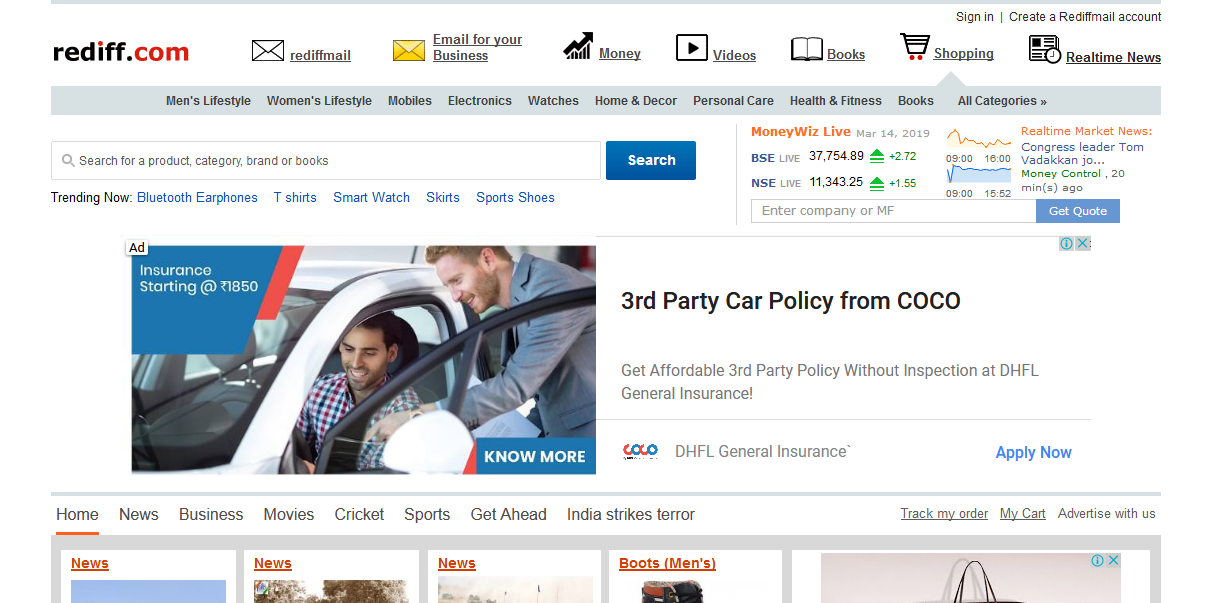 Sign in | Create a Rediffmail account
rediff.com
rediffmail
Email for your
Business
Money
Videos
Books
Shopping
Realtime News
Men's Lifestyle Women's Lifestyle Mobiles Electronics Watches Home & Decor Personal Care Health & Fitness Books All Categories »
Search for a product, category, brand or books
Search
Trending Now: Bluetooth Earphones T shirts Smart Watch Skirts Sports Shoes
MoneyWiz Live Mar 14, 2019
BSE LIVE 37,754.89 +2.72
NSE LIVE 11,343.25 +1.55
09:00 16:00
09:00 15:52
Realtime Market News:
Congress leader Tom
Vadakkan jo...
Money Control , 20
min(s) ago
Enter company or MF
Get Quote
Ad
Insurance
Starting @ ₹1850
KNOW MORE
3rd Party Car Policy from COCO
Get Affordable 3rd Party Policy Without Inspection at DHFL
General Insurance!
COCO
DHFL General Insurance
Apply Now
Home News Business Movies Cricket Sports Get Ahead India strikes terror
Track my order My Cart Advertise with us
News
News
News
Boots (Men's)